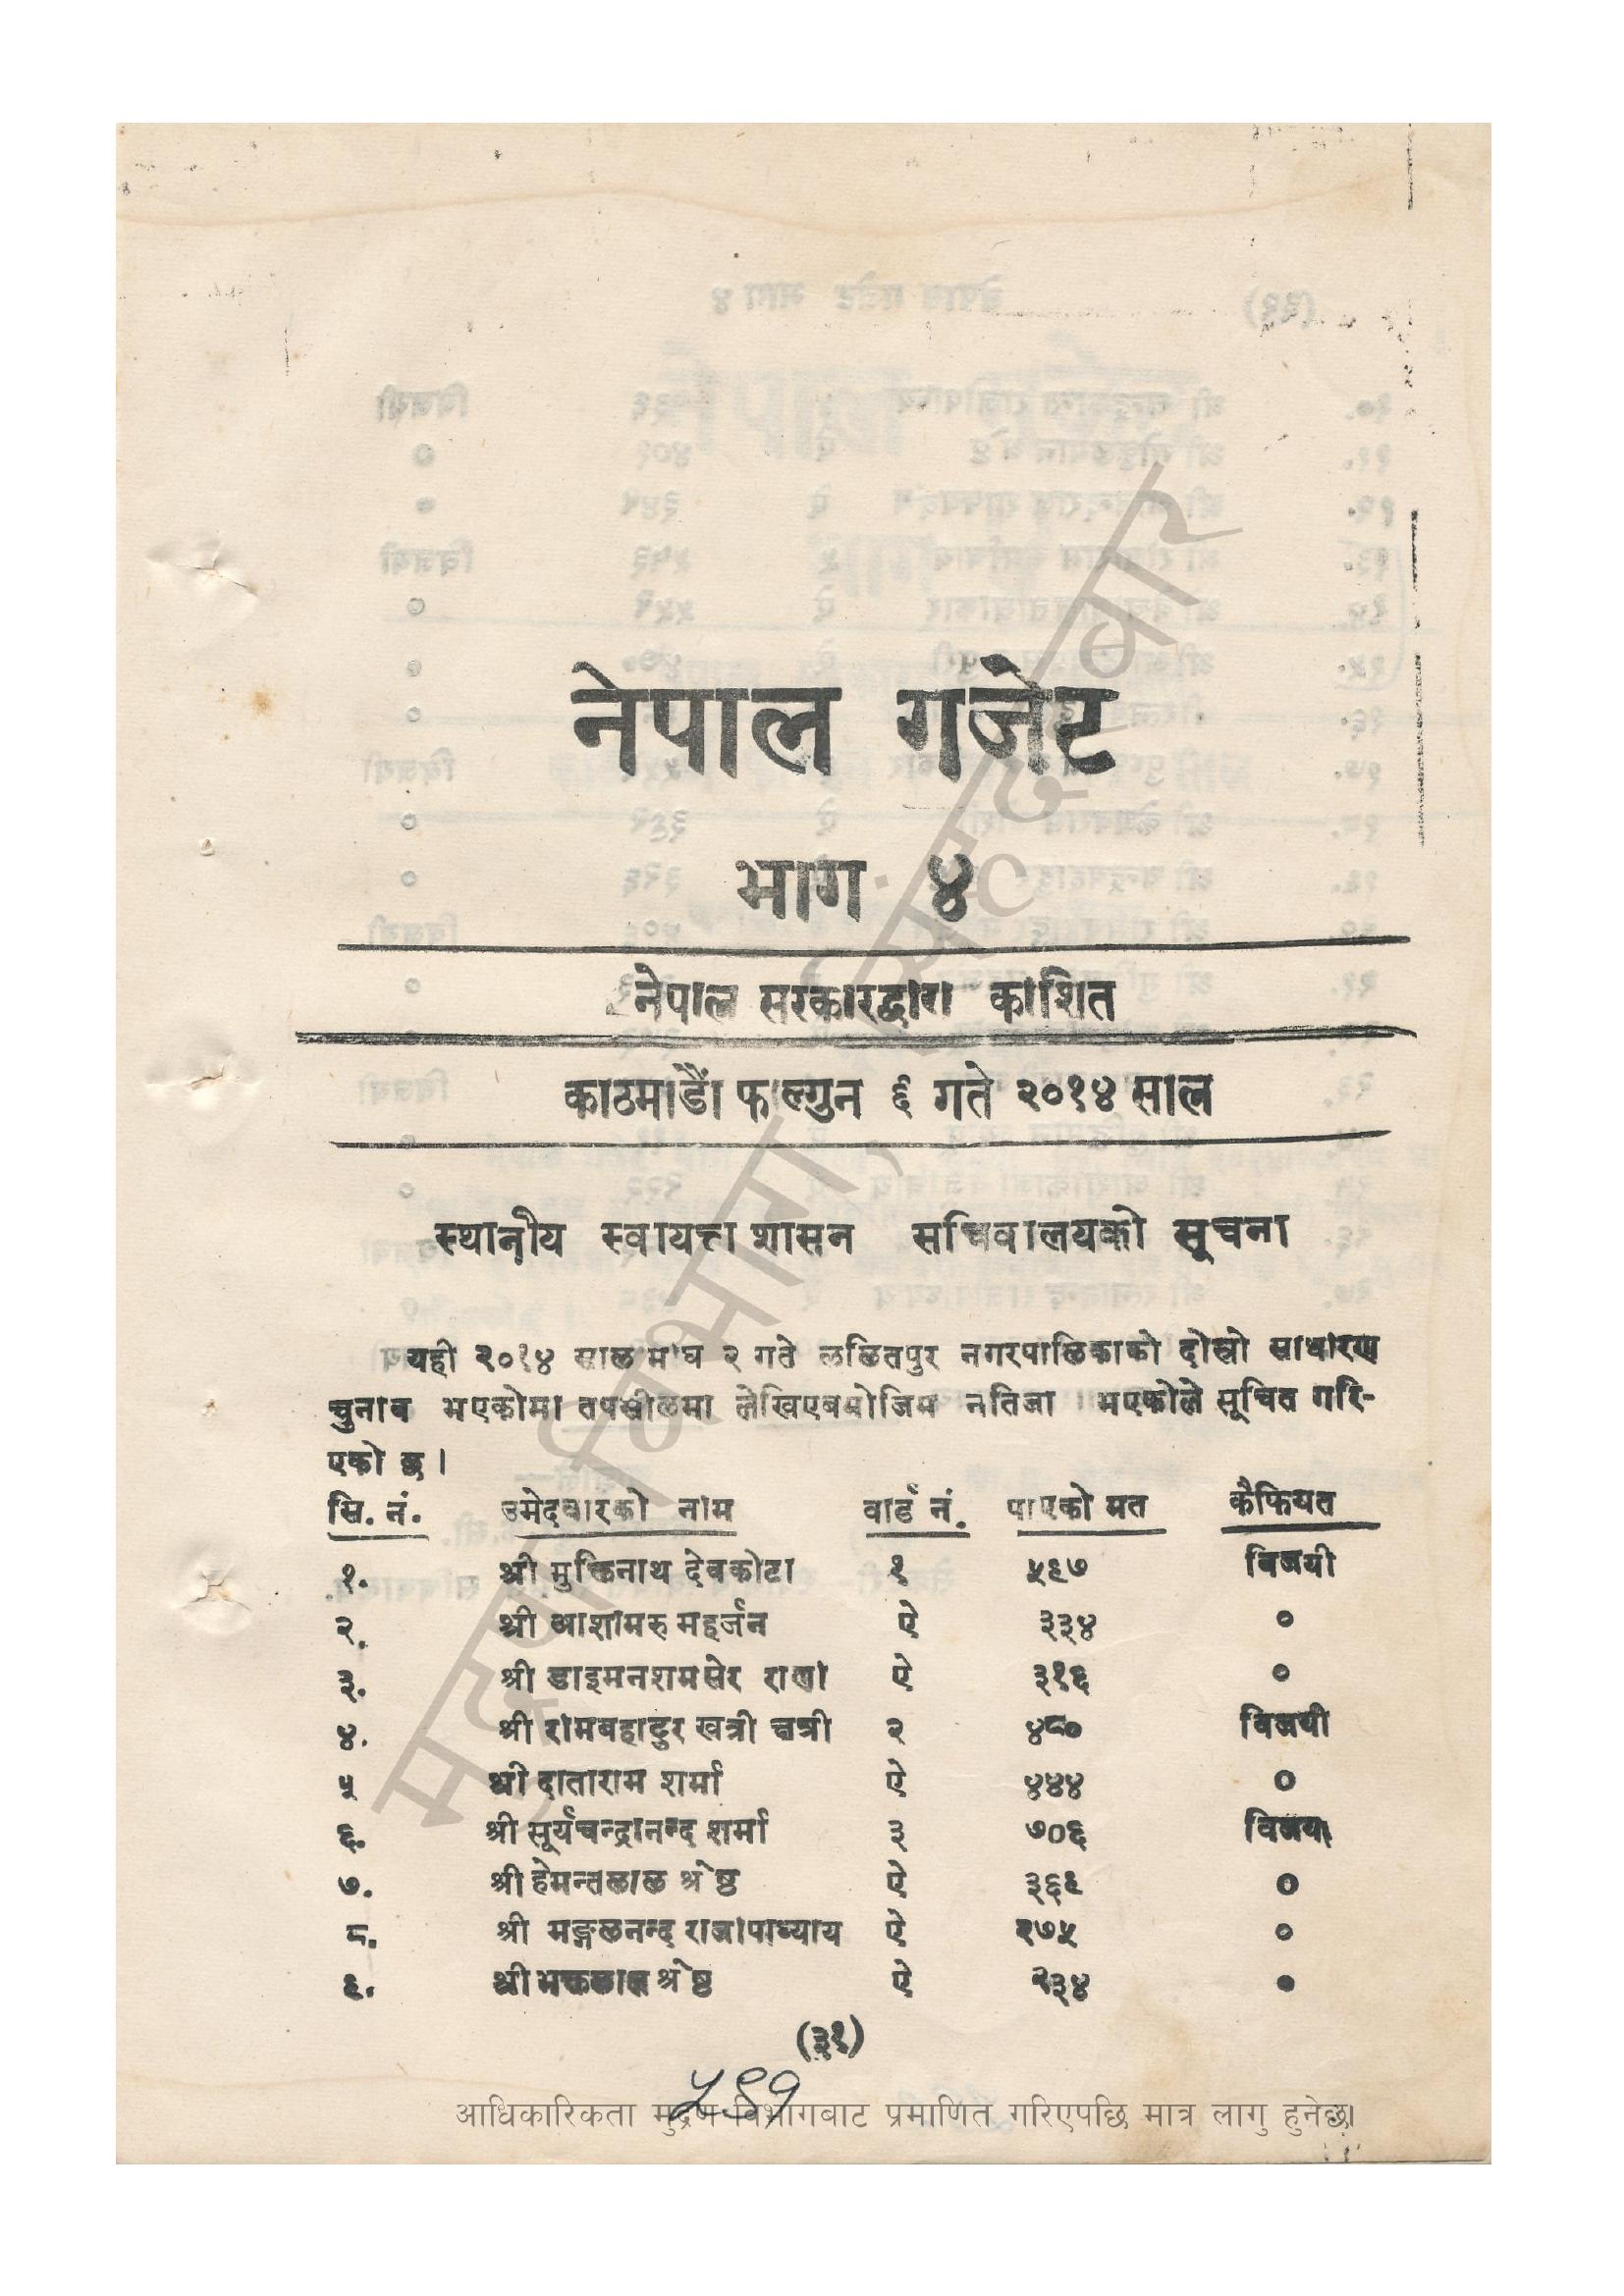 नेपाल गजेट
भाग ४
नेपाल सरकारद्वारा काशित
काठमाडौं फाल्गुन ६ गते २०१४ साल
स्थानीय स्वायत्त शासन सचिवालयको सूचना
यही २०१४ साल माघ २ गते ललितपुर नगरपालिकाको दोस्रो साधारण
चुनाव भएकोमा तपसीलमा लेखिएबमोजिम नतिजा भएकोले सूचित गरि-
एको छ।
सि. नं. उमेदवारको नाम वार्ड नं. पाएको मत कैफियत
१. श्री मुक्तिनाथ देवकोटा १ ५६७ विजयी
२. श्री आशामरु महर्जन ऐ ३३४ ०
३. श्री डाइमनशमसेर राणा ऐ ३१६ ०
४. श्री रामबहादुर खत्री क्षत्री २ ४८० विजयी
५ श्री दाताराम शर्मा ऐ ४४४ ०
६. श्री सूर्यचन्द्रानन्द शर्मा ३ ७०६ विजयी
७. श्री हेमन्तलाल श्रेष्ठ ऐ ३६६ ०
८. श्री मङ्गलनन्द राजोपाध्याय ऐ २७५ ०
९. श्री भक्तलाल श्रेष्ठ ऐ २३४ ०
(३१)
५९१
आधिकारिकता मुद्रण विभागबाट प्रमाणित गरिएपछि मात्र लागु हुनेछ।